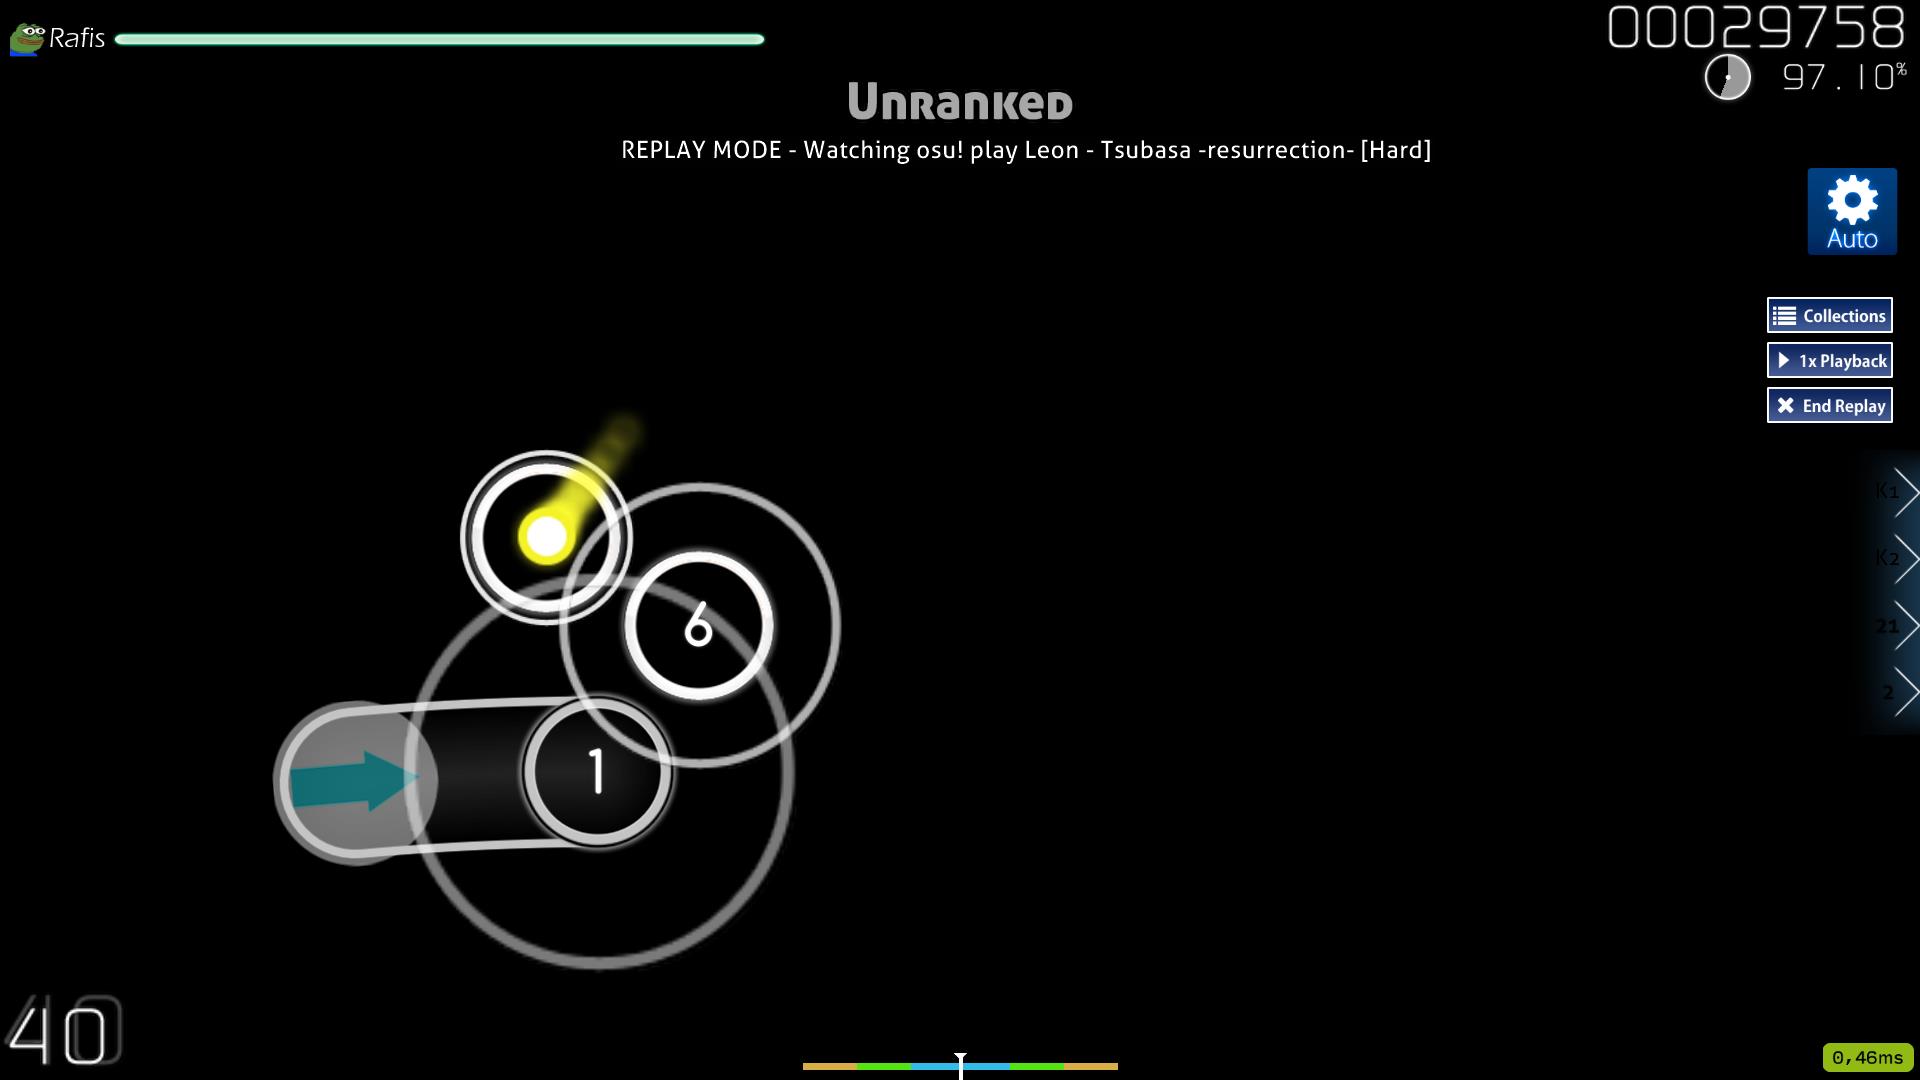 Rafis
00029758
97.10%
Unranked
REPLAY MODE - Watching osu! play Leon - Tsubasa -resurrection- [Hard]
Auto
Collections
1x Playback
End Replay
K1
K2
6
21
2
1
40
0,46ms